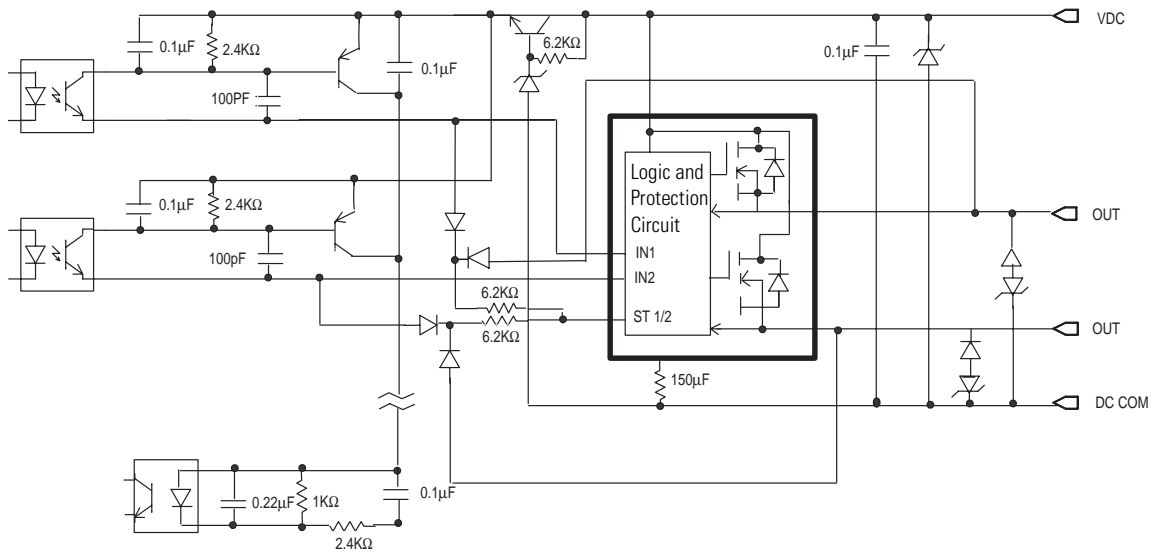 VDC
0.1µF
2.4KΩ
0.1µF
6.2KΩ
0.1µF
100PF
Logic and
Protection
Circuit
0.1µF
2.4KΩ
OUT
100pF
IN1
IN2
6.2KΩ
ST 1/2
6.2KΩ
OUT
150µF
DC COM
0.22µF
1KΩ
0.1µF
2.4KΩ